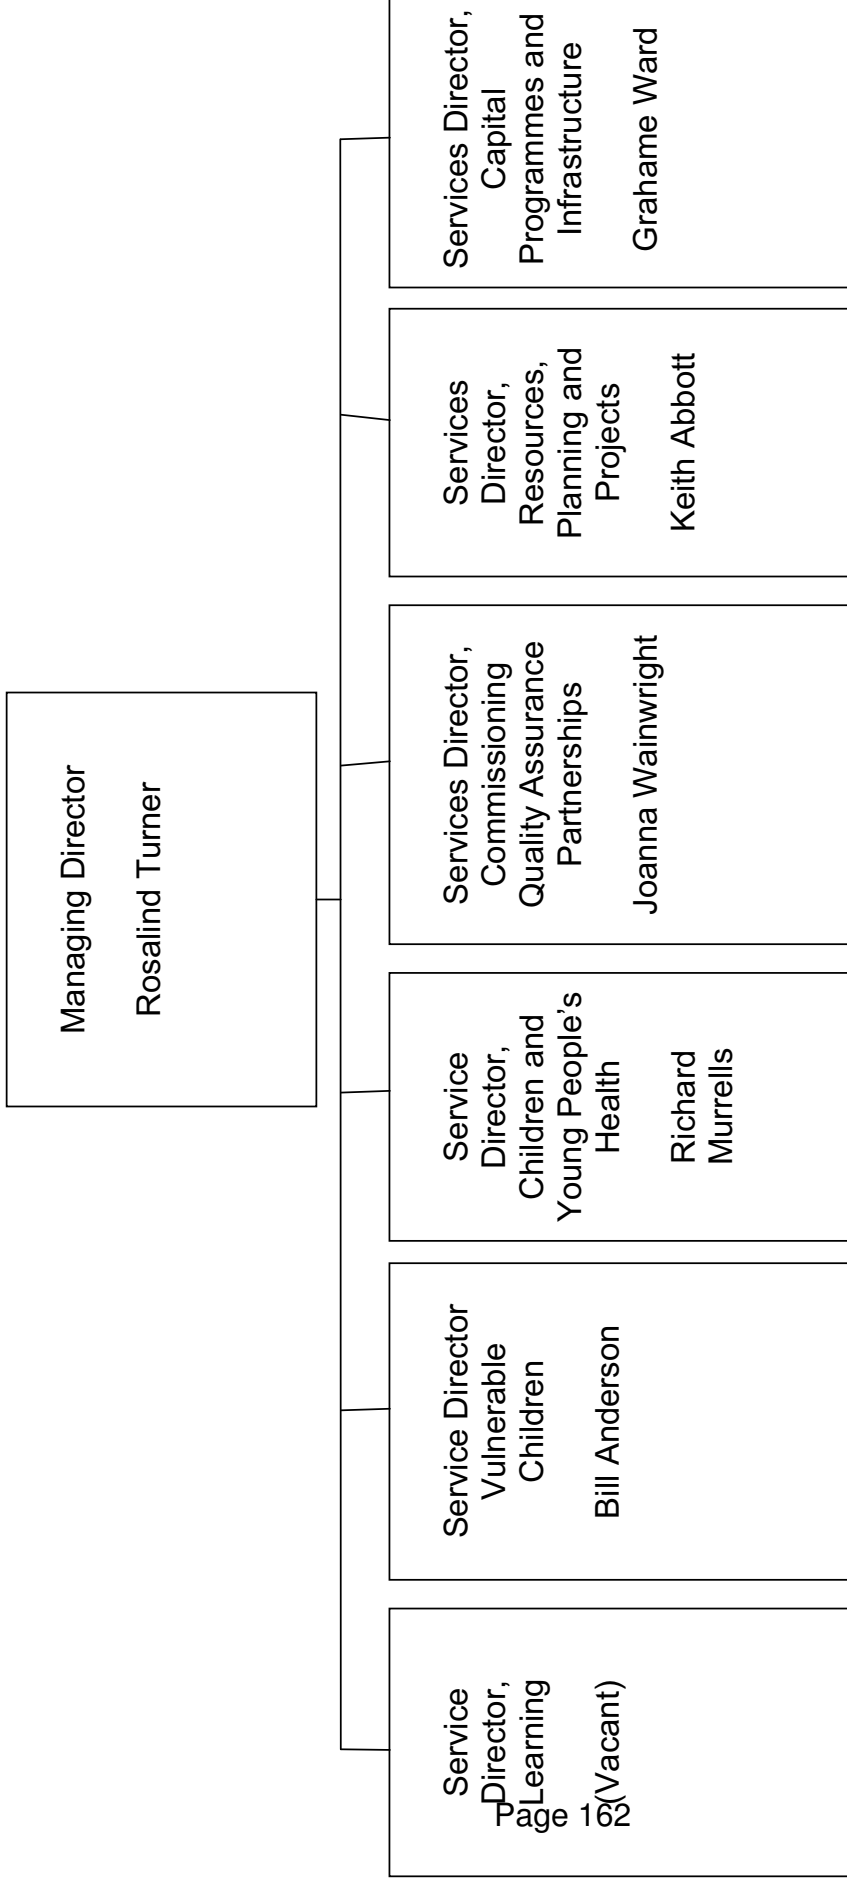 Managing Director
Rosalind Turner
Service
Director,
Learning
(Vacant)
Service Director
Vulnerable
Children
Bill Anderson
Service
Director,
Children and
Young People’s
Health
Richard
Murrells
Services Director,
Commissioning
Quality Assurance
Partnerships
Joanna Wainwright
Services
Director,
Resources,
Planning and
Projects
Keith Abbott
Services Director,
Capital
Programmes and
Infrastructure
Grahame Ward
Page 162